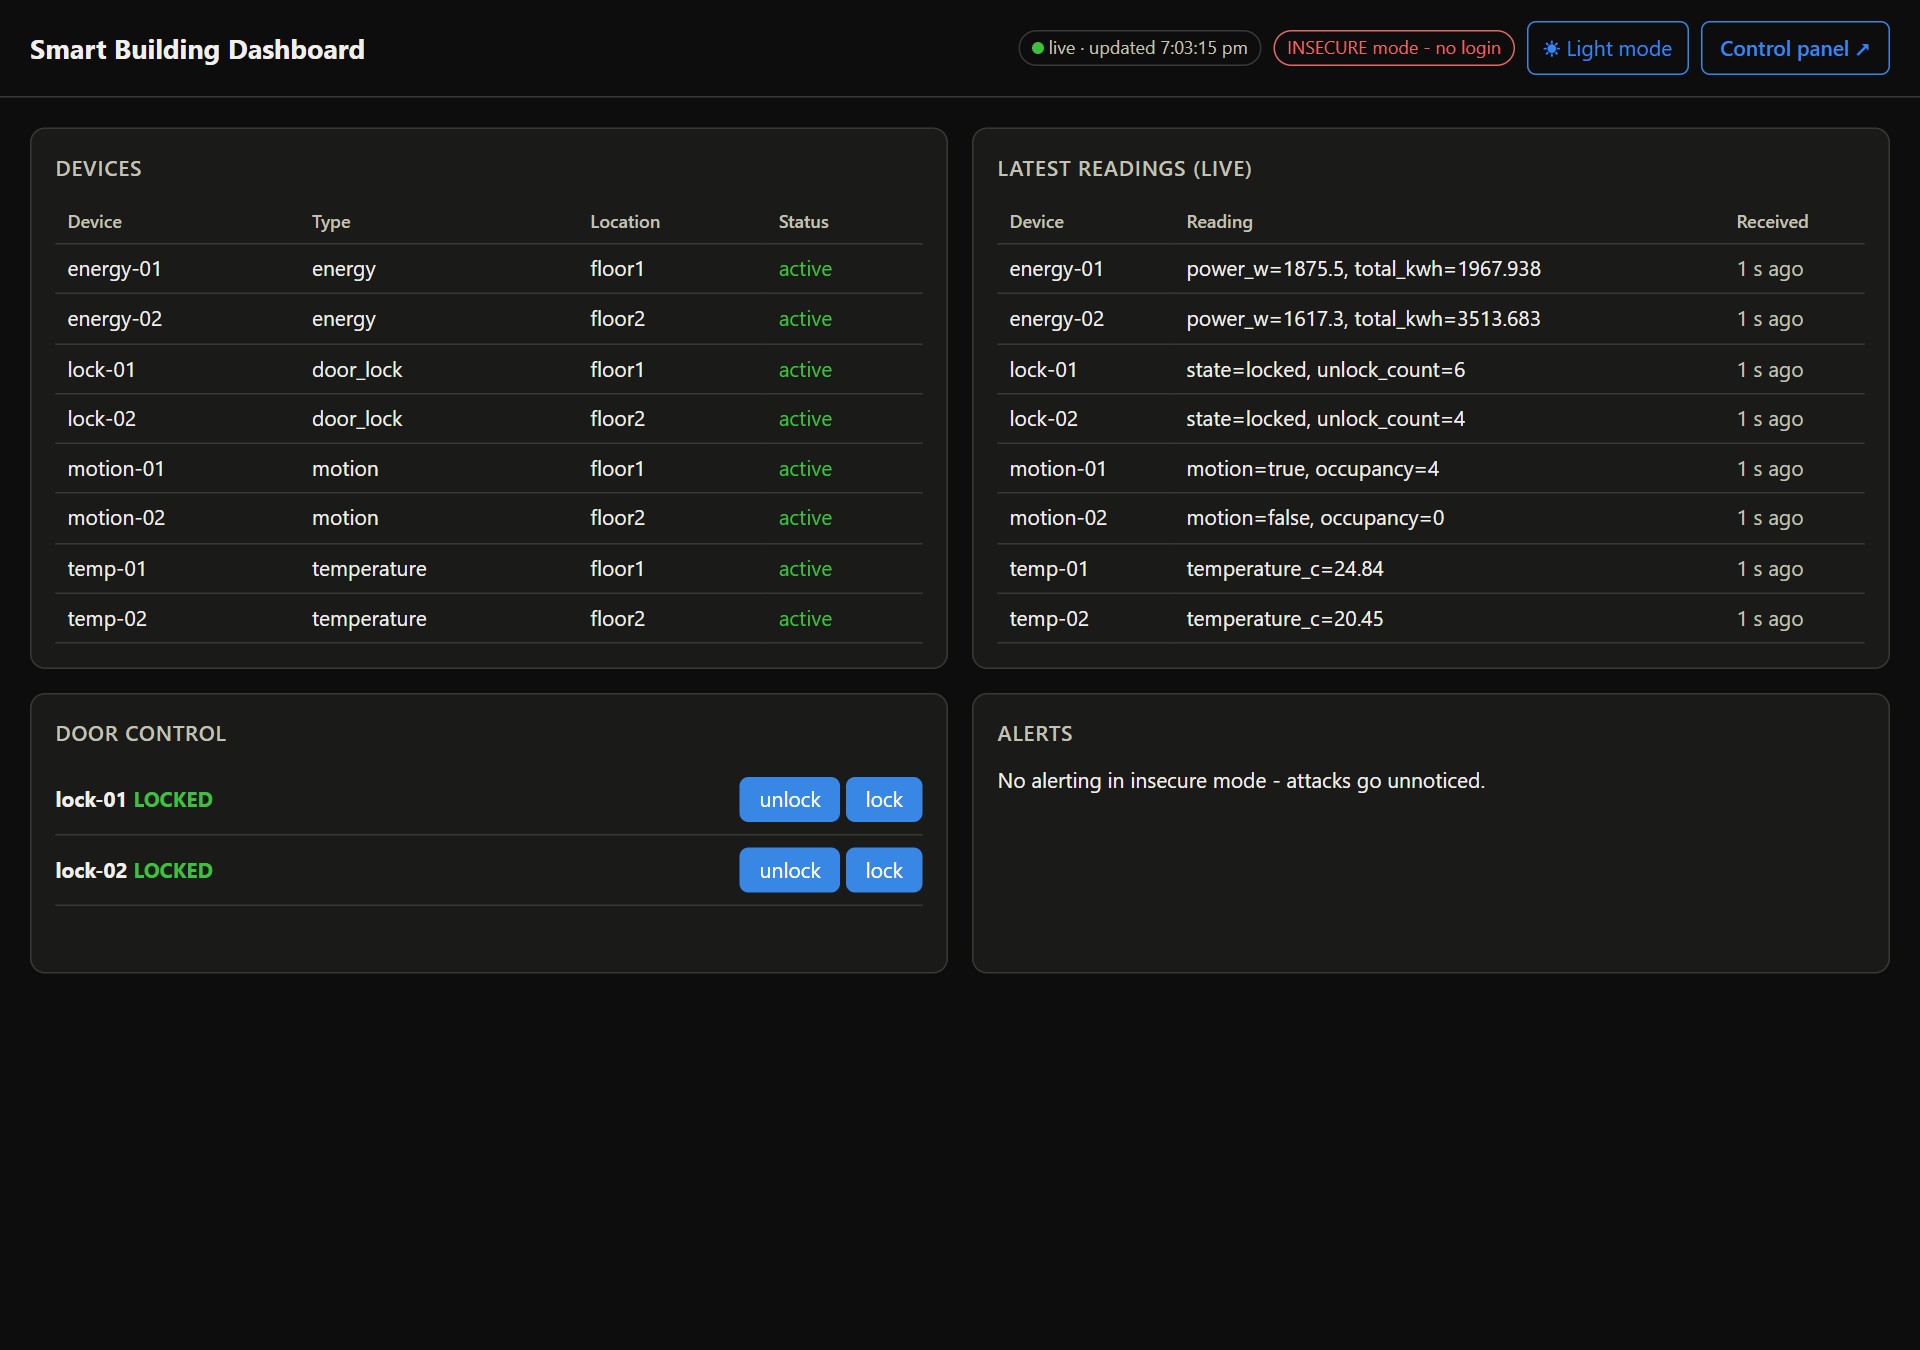 Smart Building Dashboard
live · updated 7:03:15 pm
INSECURE mode - no login
☀ Light mode
Control panel ↗
DEVICES
Device Type Location Status
energy-01 energy floor1 active
energy-02 energy floor2 active
lock-01 door_lock floor1 active
lock-02 door_lock floor2 active
motion-01 motion floor1 active
motion-02 motion floor2 active
temp-01 temperature floor1 active
temp-02 temperature floor2 active
LATEST READINGS (LIVE)
Device Reading Received
energy-01 power_w=1875.5, total_kwh=1967.938 1 s ago
energy-02 power_w=1617.3, total_kwh=3513.683 1 s ago
lock-01 state=locked, unlock_count=6 1 s ago
lock-02 state=locked, unlock_count=4 1 s ago
motion-01 motion=true, occupancy=4 1 s ago
motion-02 motion=false, occupancy=0 1 s ago
temp-01 temperature_c=24.84 1 s ago
temp-02 temperature_c=20.45 1 s ago
DOOR CONTROL
lock-01 LOCKED unlock lock
lock-02 LOCKED unlock lock
ALERTS
No alerting in insecure mode - attacks go unnoticed.